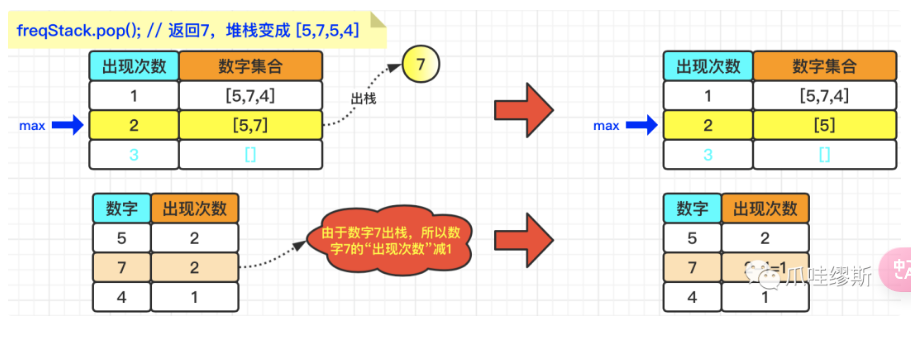 freqStack.pop(); // 返回7，堆栈变成 [5,7,5,4]
出现次数 数字集合
1 [5,7,4]
max 2 [5,7]
3 []
7
出栈
出现次数 数字集合
1 [5,7,4]
max 2 [5]
3 []
数字 出现次数
5 2
7 2
4 1
由于数字7出栈，所以数
字7的“出现次数”减1
数字 出现次数
5 2
7 =1
4 1
爪哇缪斯